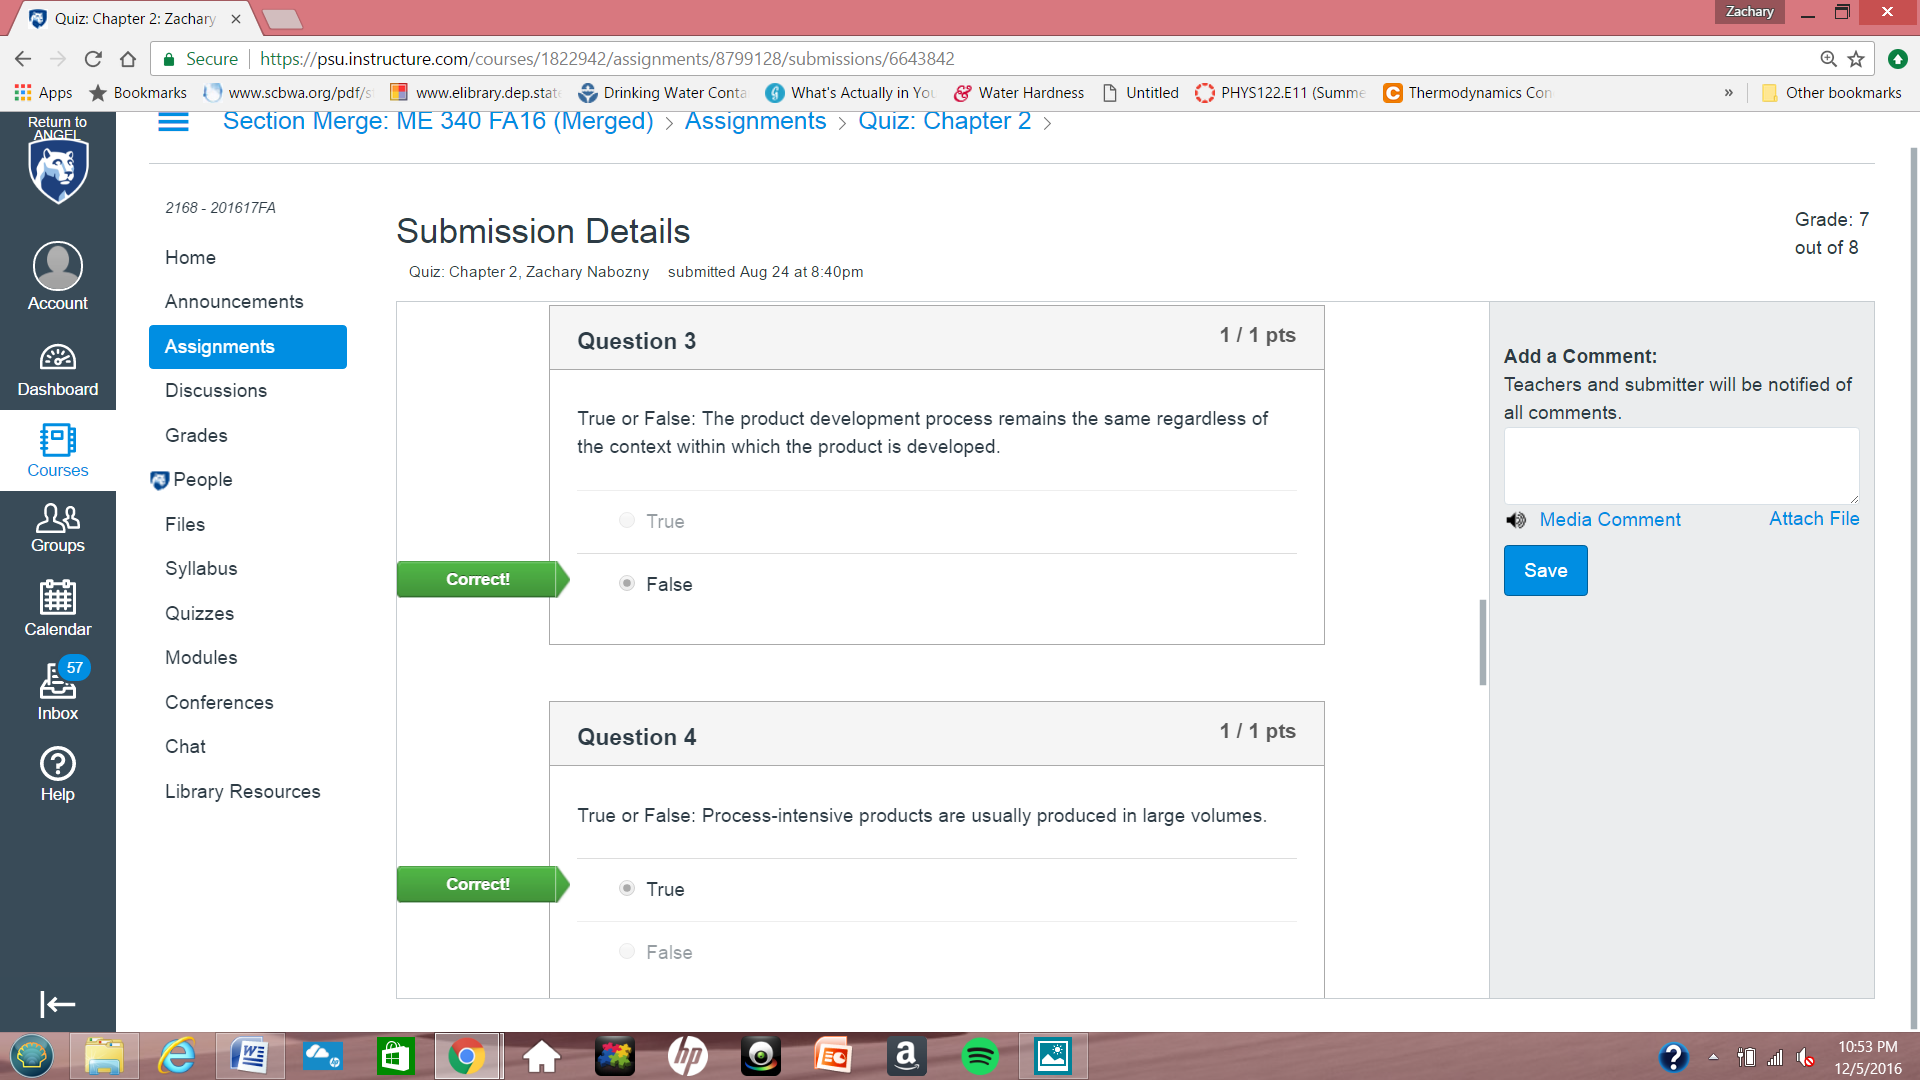 Quiz: Chapter 2: Zachary
Zachary
Secure https://psu.instructure.com/courses/1822942/assignments/8799128/submissions/6643842
Apps Bookmarks www.scbwa.org/pdf/s www.elibrary.dep.state Drinking Water Conta What's Actually in You Water Hardness Untitled PHYS122.E11 (Summe Thermodynamics Con » Other bookmarks
Return to
ANGEL
Account
Dashboard
Courses
Groups
Calendar
57
Inbox
Help
Section Merge: ME 340 FA16 (Merged) > Assignments > Quiz: Chapter 2 >
2168 - 201617FA
Home
Announcements
Assignments
Discussions
Grades
People
Files
Syllabus
Quizzes
Modules
Conferences
Chat
Library Resources
Submission Details
Quiz: Chapter 2, Zachary Nabozny submitted Aug 24 at 8:40pm
Grade: 7
out of 8
Question 3 1 / 1 pts
True or False: The product development process remains the same regardless of
the context within which the product is developed.
True
Correct! False
Question 4 1 / 1 pts
True or False: Process-intensive products are usually produced in large volumes.
Correct! True
False
Add a Comment:
Teachers and submitter will be notified of
all comments.
Media Comment Attach File
Save
10:53 PM
12/5/2016